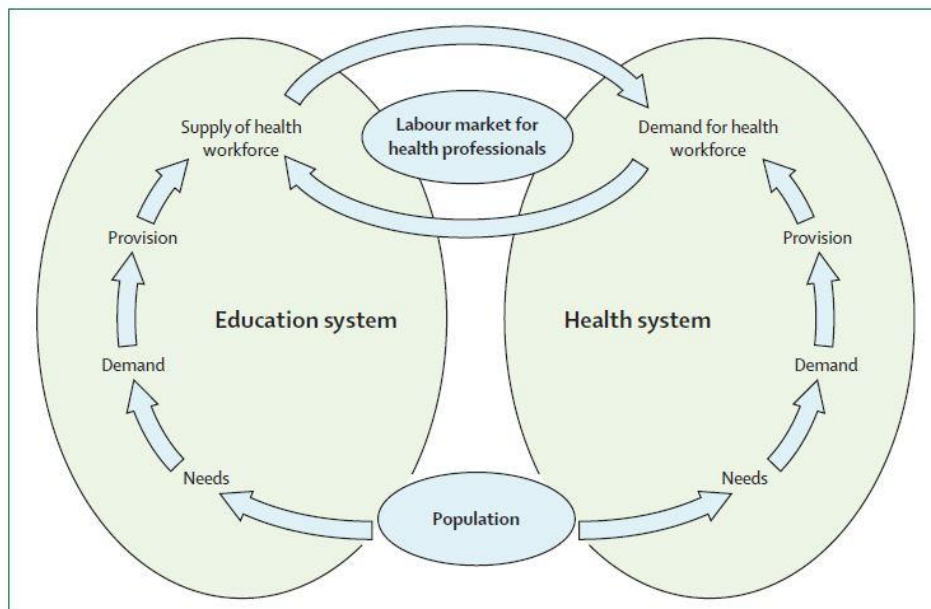 Supply of health
workforce
Labour market for
health professionals
Demand for health
workforce
Provision
Provision
Education system
Health system
Demand
Demand
Needs
Needs
Population